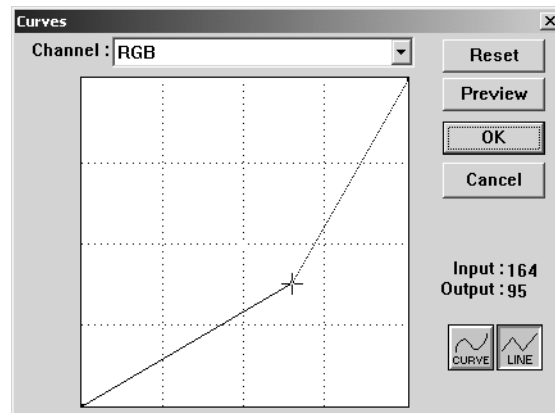 Curves
Channel : RGB
Reset
Preview
OK
Cancel
Input : 164
Output : 95
CURVE
LINE